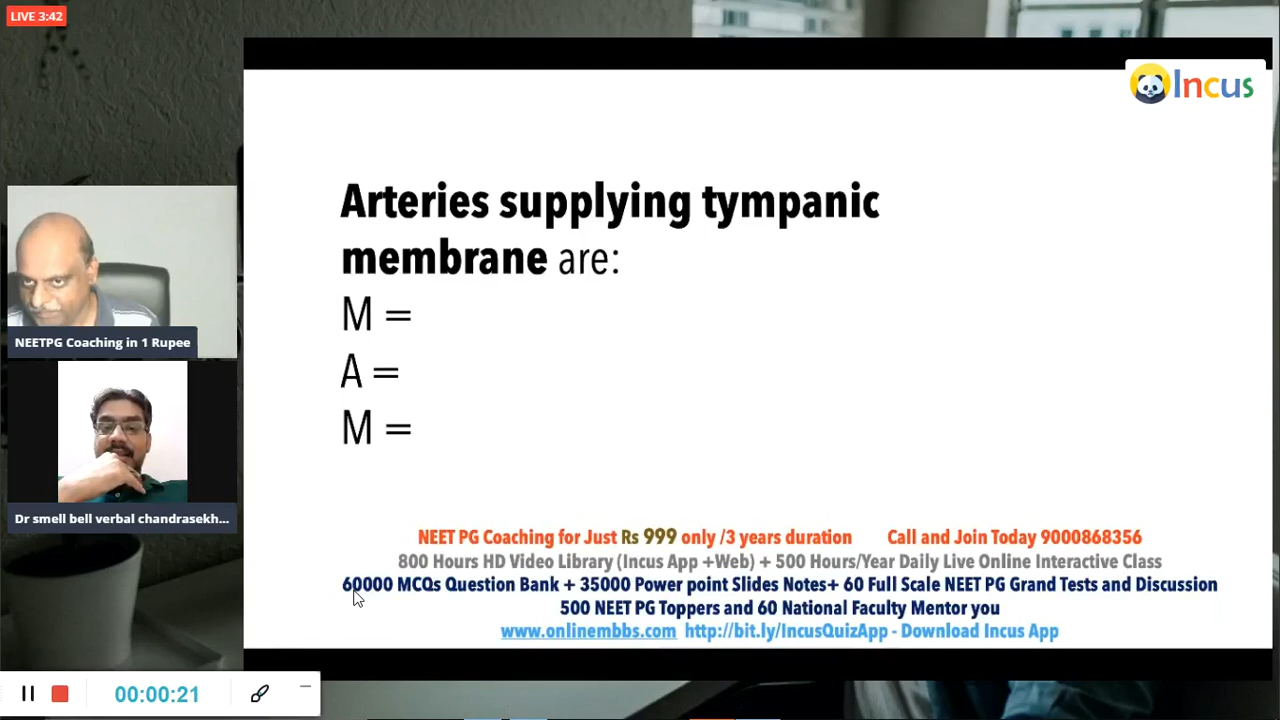 LIVE 3:42
Incus
Arteries supplying tympanic
membrane are:
M =
A =
M =
NEETPG Coaching in 1 Rupee
Dr smell bell verbal chandrasekh...
NEET PG Coaching for Just Rs 999 only /3 years duration Call and Join Today 9000868356
800 Hours HD Video Library (Incus App +Web) + 500 Hours/Year Daily Live Online Interactive Class
60000 MCQs Question Bank + 35000 Power point Slides Notes+ 60 Full Scale NEET PG Grand Tests and Discussion
500 NEET PG Toppers and 60 National Faculty Mentor you
www.onlinembbs.com http://bit.ly/IncusQuizApp - Download Incus App
00:00:21